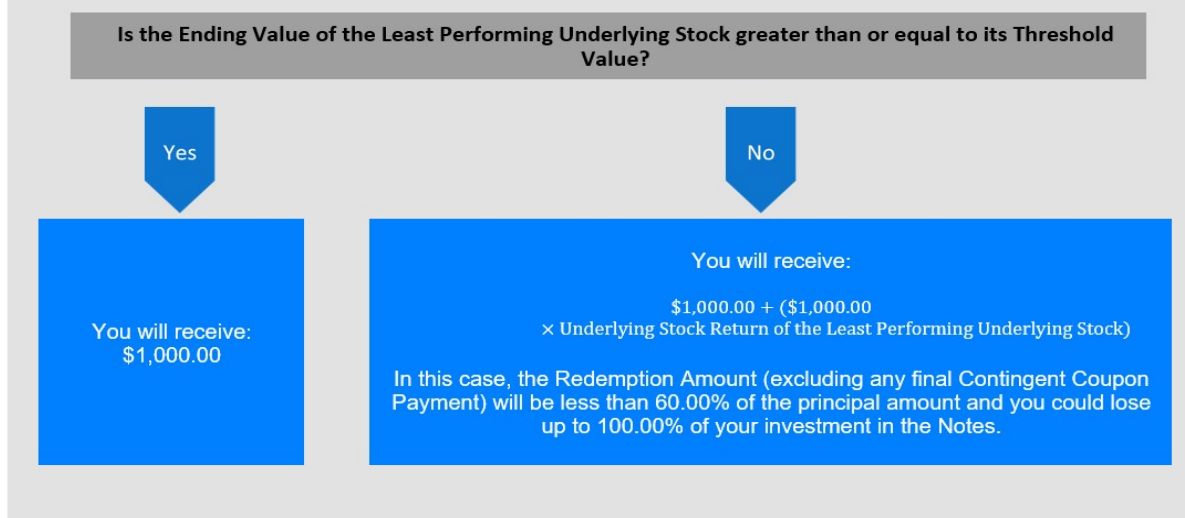 Is the Ending Value of the Least Performing Underlying Stock greater than or equal to its Threshold
Value?
Yes
No
You will receive:
$1,000.00
You will receive:
$1,000.00 + ($1,000.00
× Underlying Stock Return of the Least Performing Underlying Stock)
In this case, the Redemption Amount (excluding any final Contingent Coupon
Payment) will be less than 60.00% of the principal amount and you could lose
up to 100.00% of your investment in the Notes.